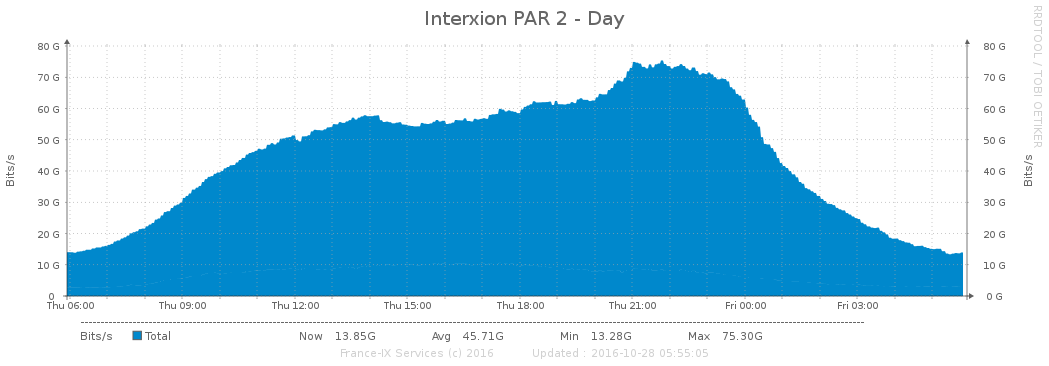 Interxion PAR 2 - Day
RRDTOOL / TOBI OETIKER
Bits/s
Bits/s
80 G 80 G
70 G 70 G
60 G 60 G
50 G 50 G
40 G 40 G
30 G 30 G
20 G 20 G
10 G 10 G
0 0 G
Thu 06:00 Thu 09:00 Thu 12:00 Thu 15:00 Thu 18:00 Thu 21:00 Fri 00:00 Fri 03:00
Bits/s Total Now 13.85G Avg 45.71G Min 13.28G Max 75.30G
France-IX Services (c) 2016 Updated : 2016-10-28 05:55:05